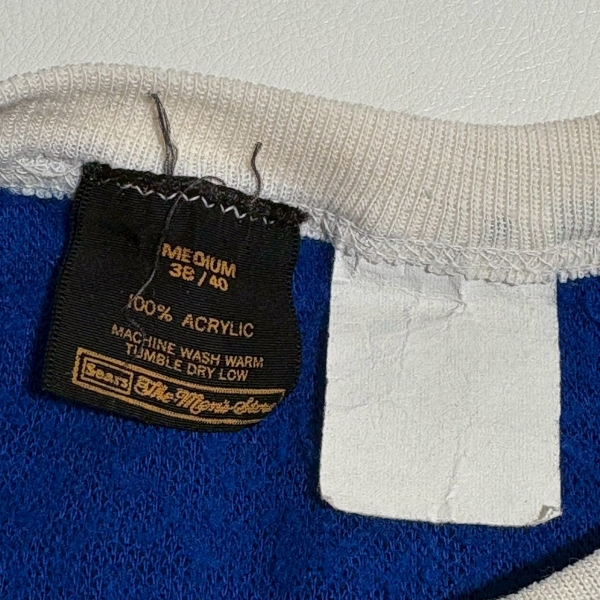 MEDIUM
38/40
100% ACRYLIC
MACHINE WASH WARM
TUMBLE DRY LOW
Sears The Men's Store